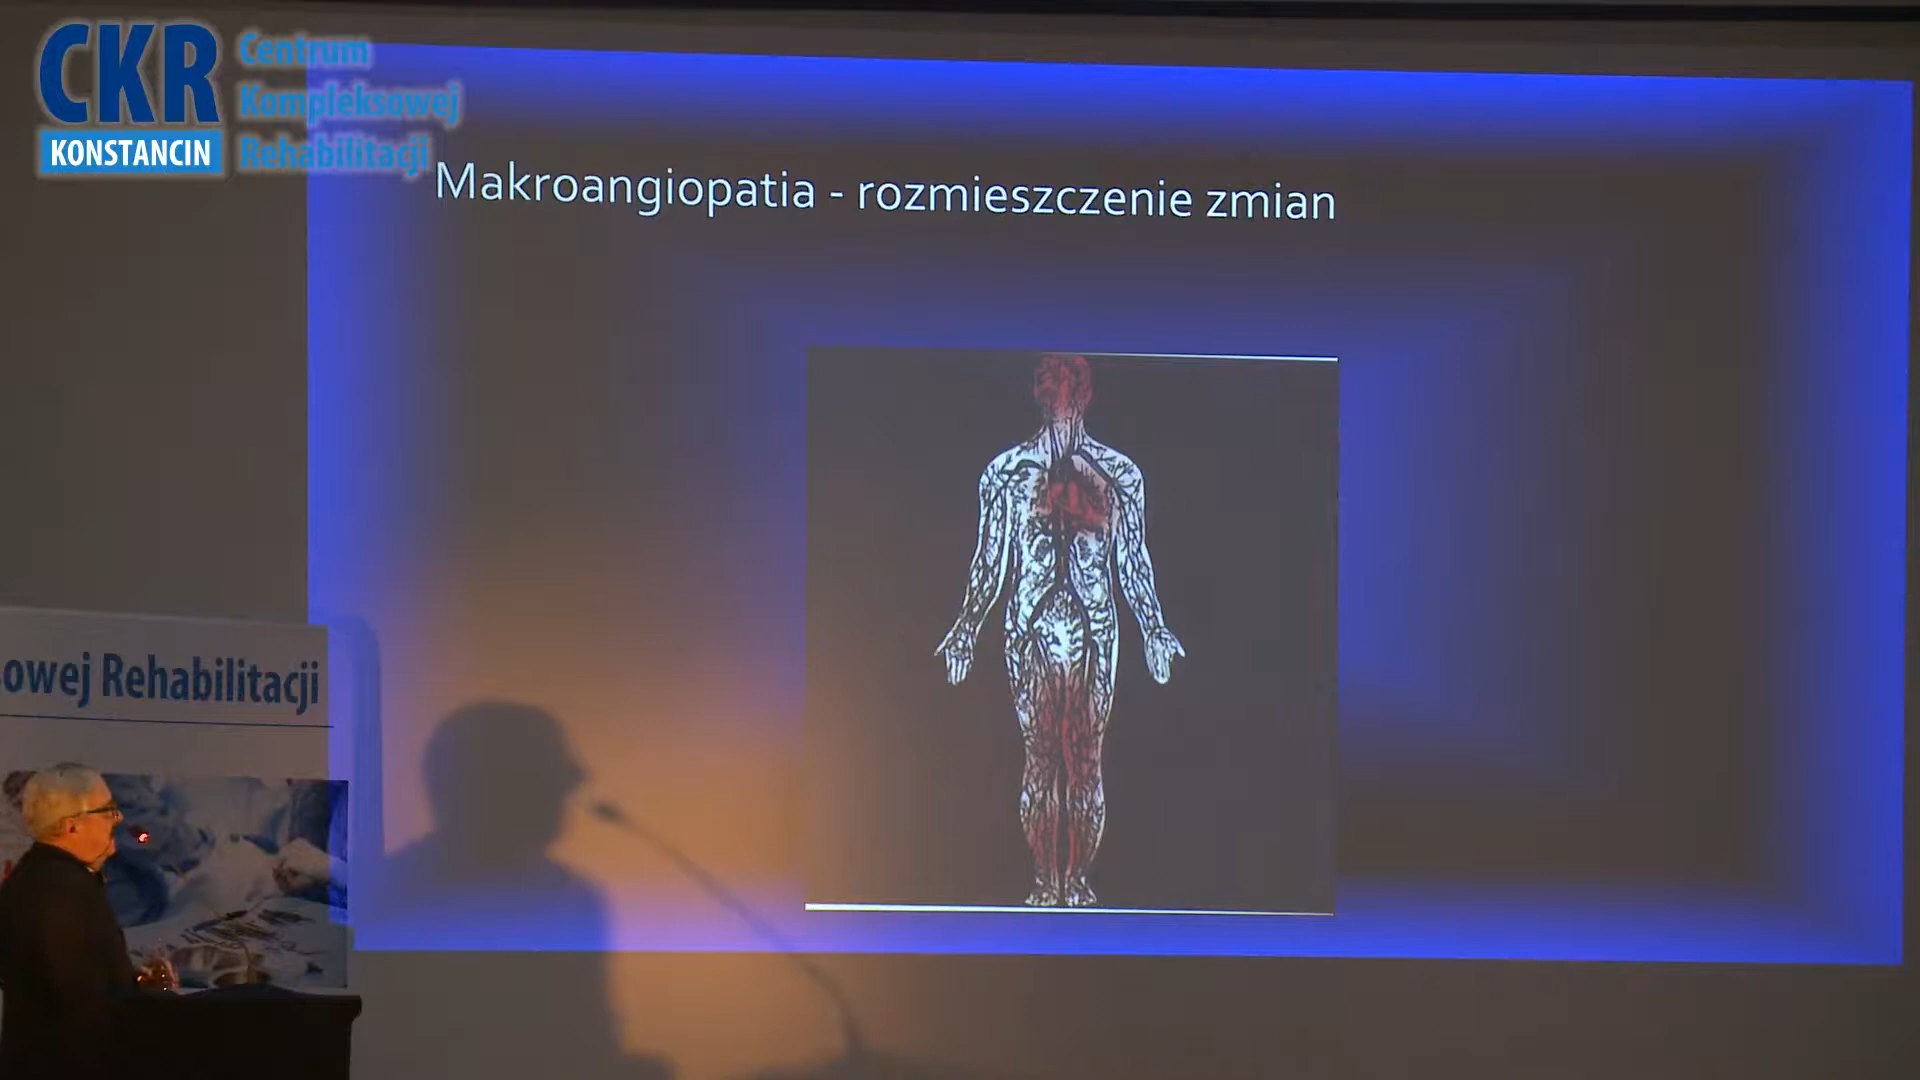 CKR
KONSTANCIN
Centrum
Kompleksowej
Rehabilitacji
Makroangiopatia - rozmieszczenie zmian
owej Rehabilitacji